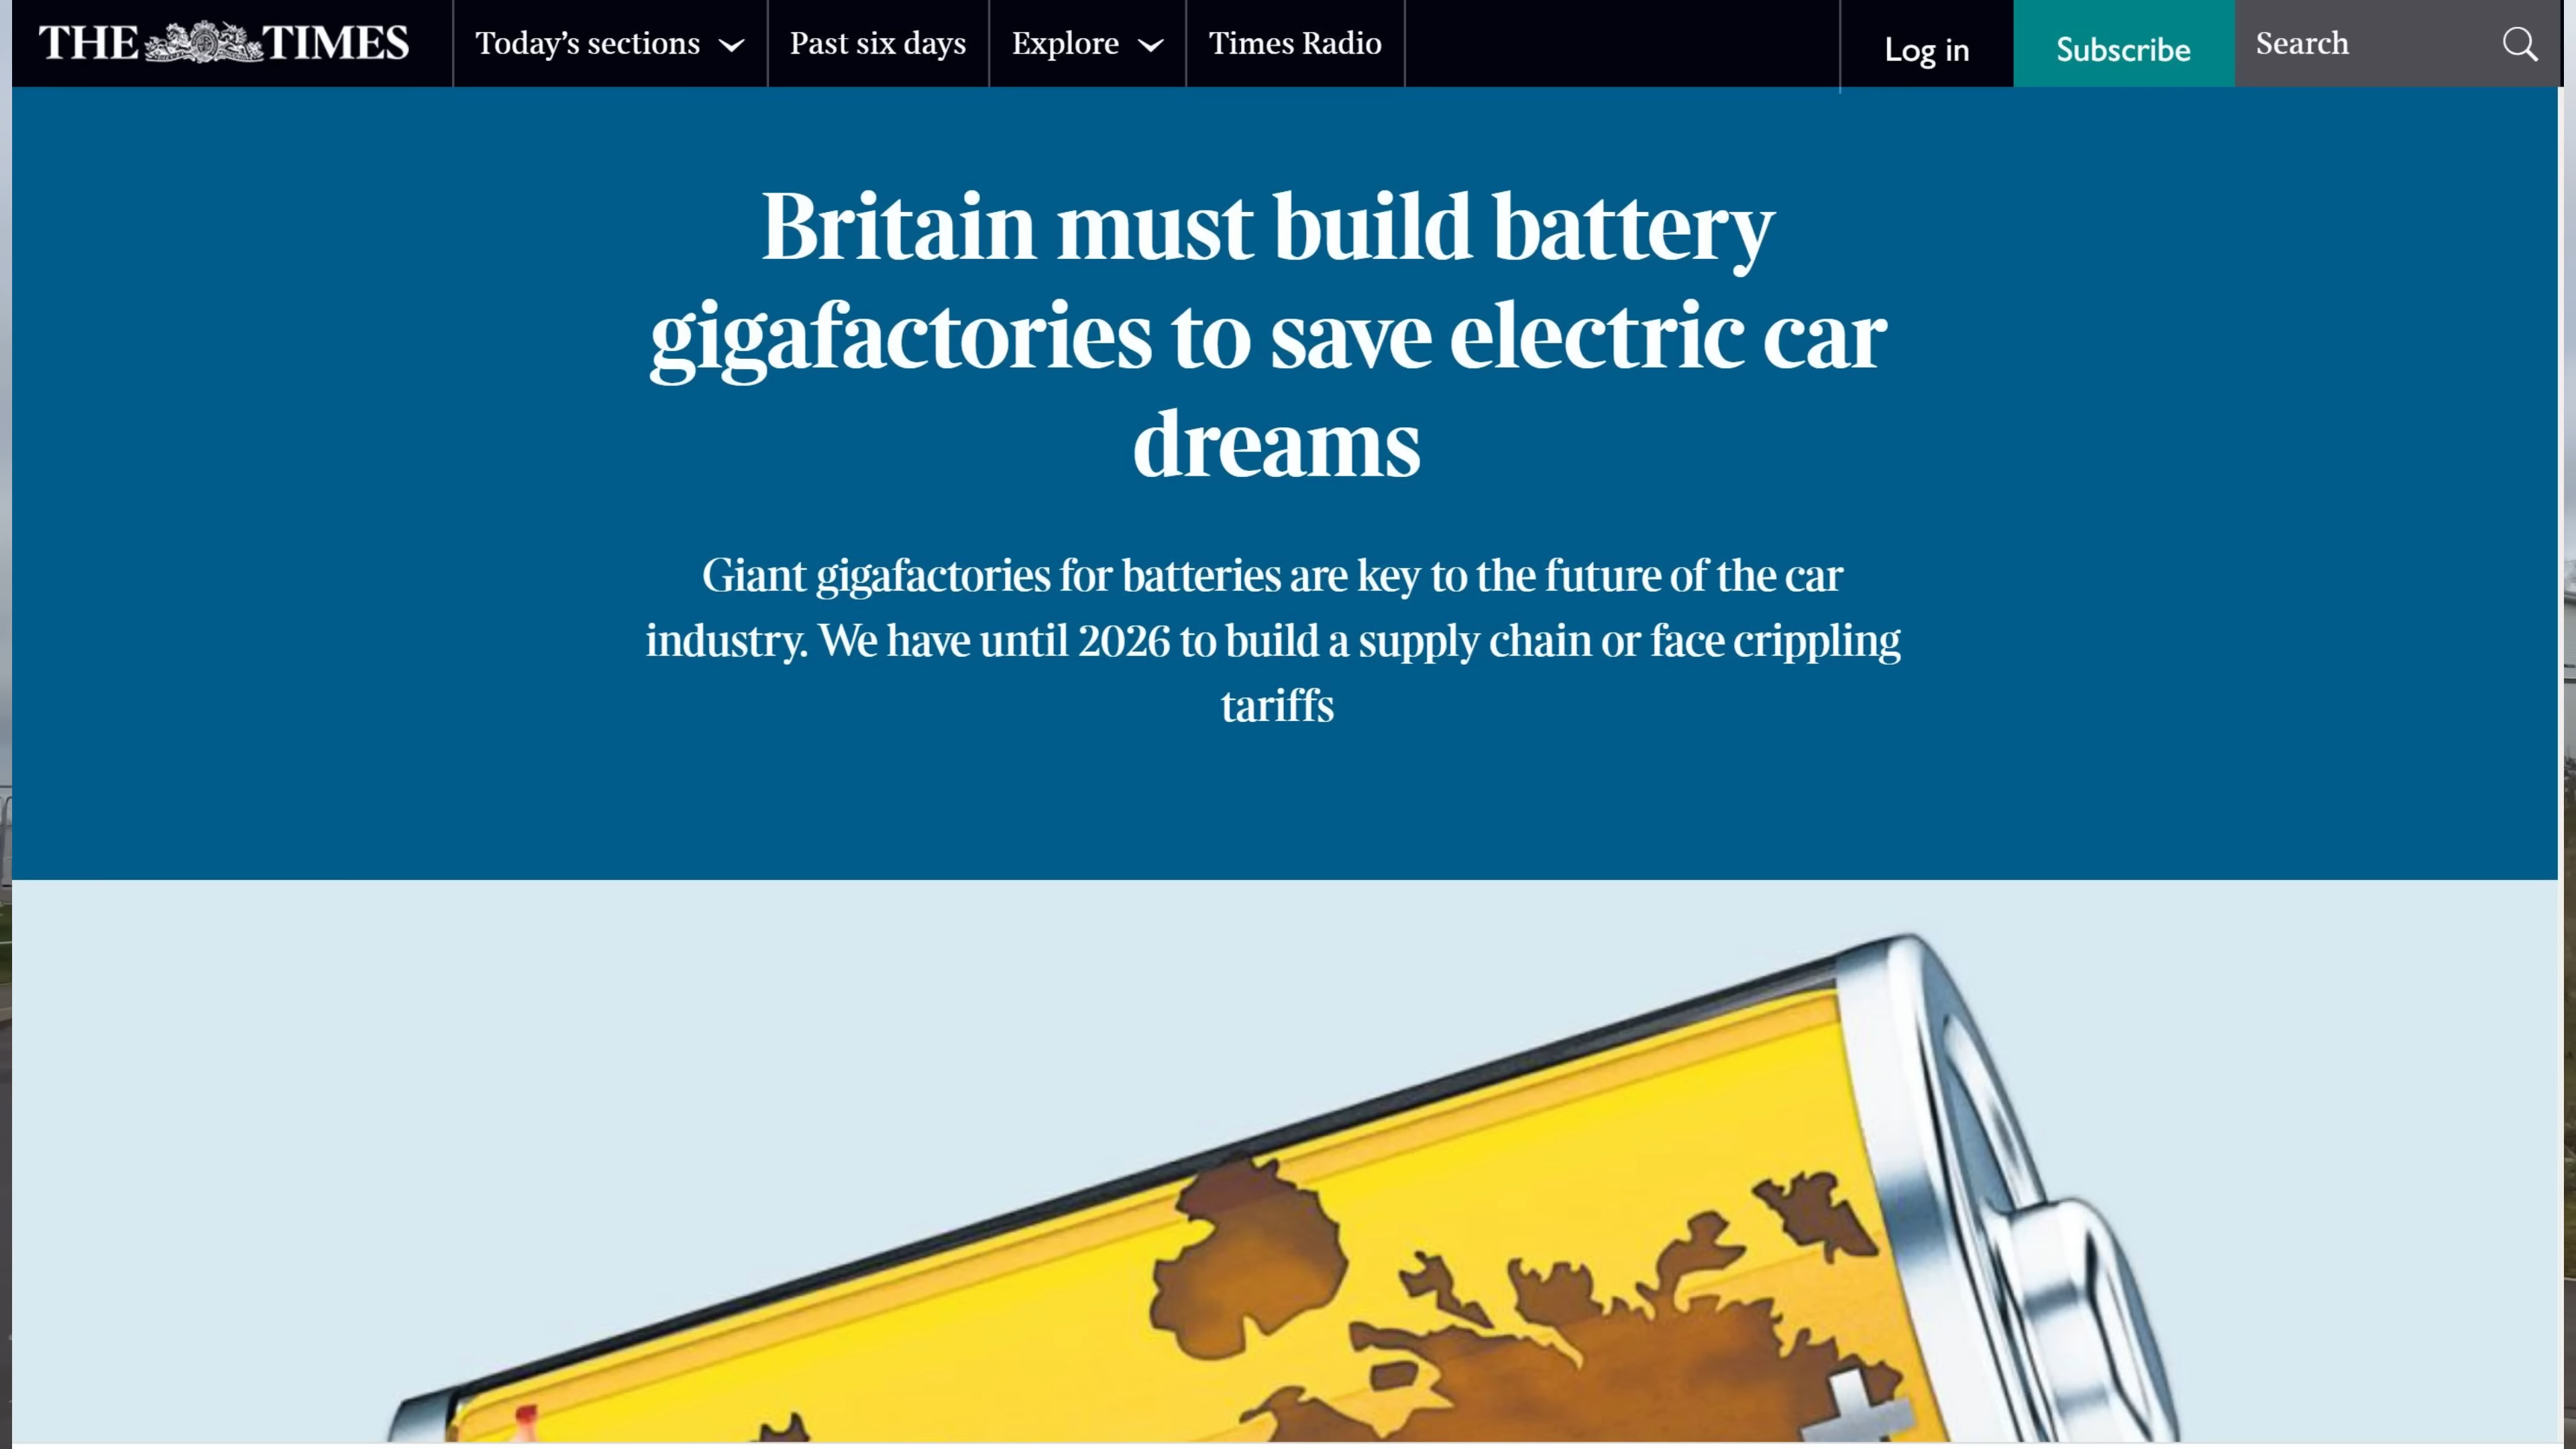 THE TIMES
Today's sections
Past six days
Explore
Times Radio
Log in
Subscribe
Search
Britain must build battery
gigafactories to save electric car
dreams
Giant gigafactories for batteries are key to the future of the car
industry. We have until 2026 to build a supply chain or face crippling
tariffs